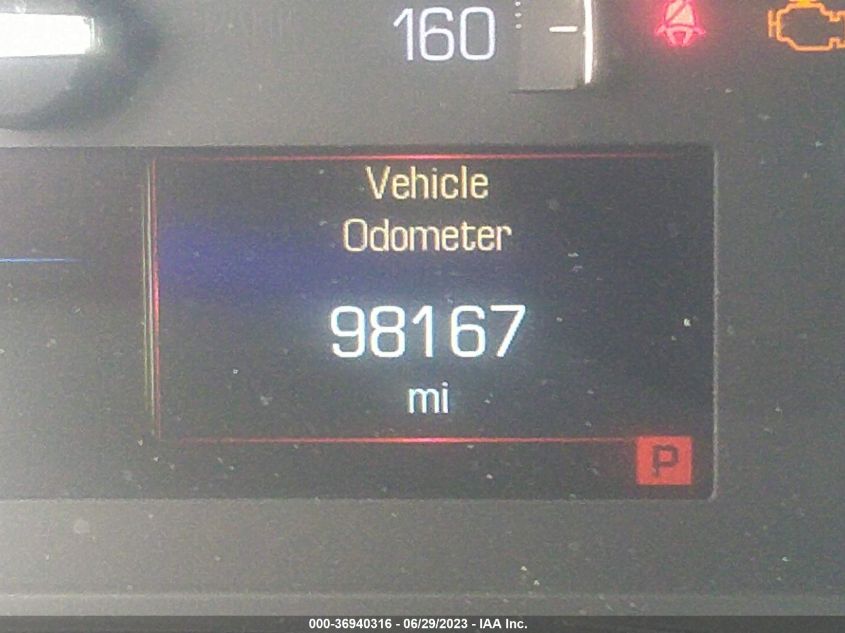 160
Vehicle
Odometer
98167
mi
P
000-36940316 - 06/29/2023 - IAA Inc.